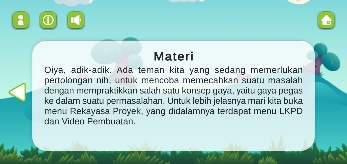 Materi
Oiya, adik-adik. Ada teman kita yang sedang memerlukan
pertolongan nih, untuk mencoba memecahkan suatu masalah
dengan mempraktikkan salah satu konsep gaya, yaitu gaya pegas
ke dalam suatu permasalahan. Untuk lebih jelasnya mari kita buka
menu Rekayasa Proyek, yang didalamnya terdapat menu LKPD
dan Video Pembuatan.